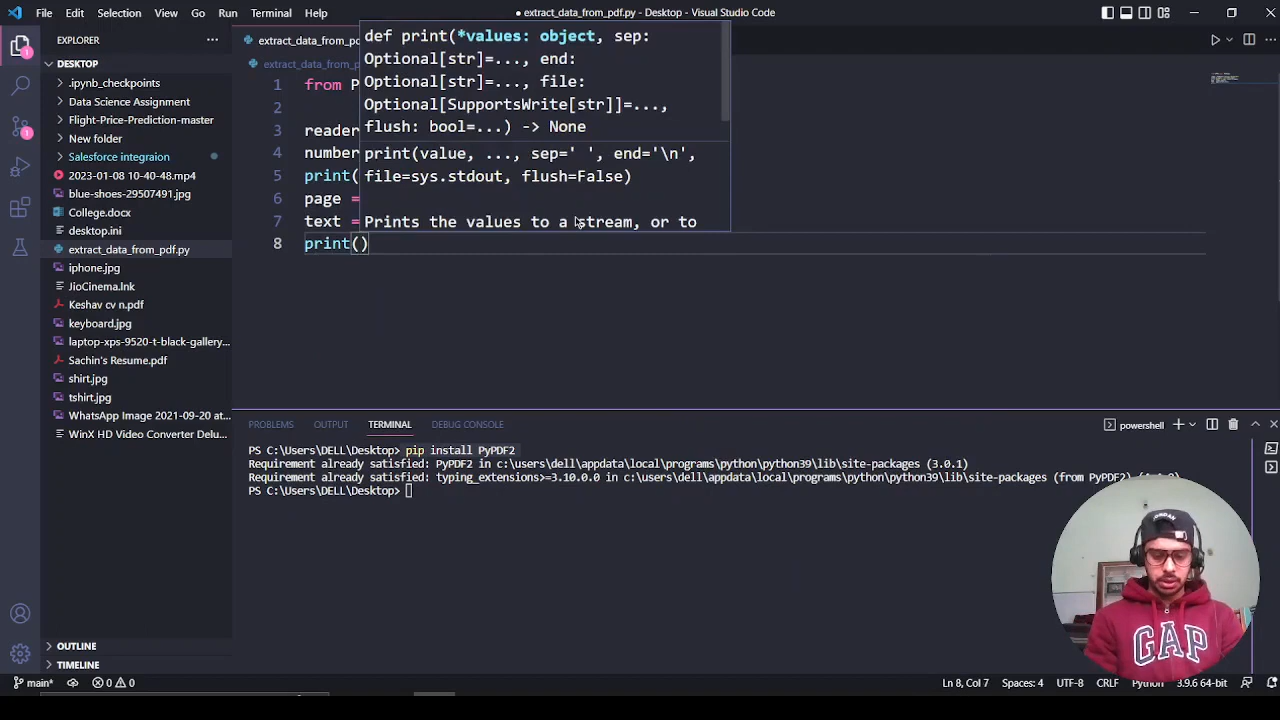 File Edit Selection View Go Run Terminal Help
● extract_data_from_pdf.py - Desktop - Visual Studio Code
EXPLORER
DESKTOP
.ipynb_checkpoints
Data Science Assignment
Flight-Price-Prediction-master
New folder
Salesforce integraion
2023-01-08 10-40-48.mp4
blue-shoes-29507491.jpg
College.docx
desktop.ini
extract_data_from_pdf.py
iphone.jpg
JioCinema.lnk
Keshav cv n.pdf
keyboard.jpg
laptop-xps-9520-t-black-gallery...
Sachin's Resume.pdf
shirt.jpg
tshirt.jpg
WhatsApp Image 2021-09-20 at...
WinX HD Video Converter Delu...
OUTLINE
TIMELINE
extract_data_from_pd
extract_data_from_p
1 from P
2
3 reader
4 number
5 print(
6 page =
7 text =
8 print()
def print(*values: object, sep:
Optional[str]=..., end:
Optional[str]=..., file:
Optional[SupportsWrite[str]]=...,
flush: bool=...) -> None
print(value, ..., sep=' ', end='\n',
file=sys.stdout, flush=False)
Prints the values to a stream, or to
PROBLEMS OUTPUT TERMINAL DEBUG CONSOLE
powershell
PS C:\Users\DELL\Desktop> pip install PyPDF2
Requirement already satisfied: PyPDF2 in c:\users\dell\appdata\local\programs\python\python39\lib\site-packages (3.0.1)
Requirement already satisfied: typing_extensions>=3.10.0.0 in c:\users\dell\appdata\local\programs\python\python39\lib\site-packages (from PyPDF2)
PS C:\Users\DELL\Desktop>
JORDAN
GAP
main* 0 0
Ln 8, Col 7 Spaces: 4 UTF-8 CRLF Python 3.9.6 64-bit